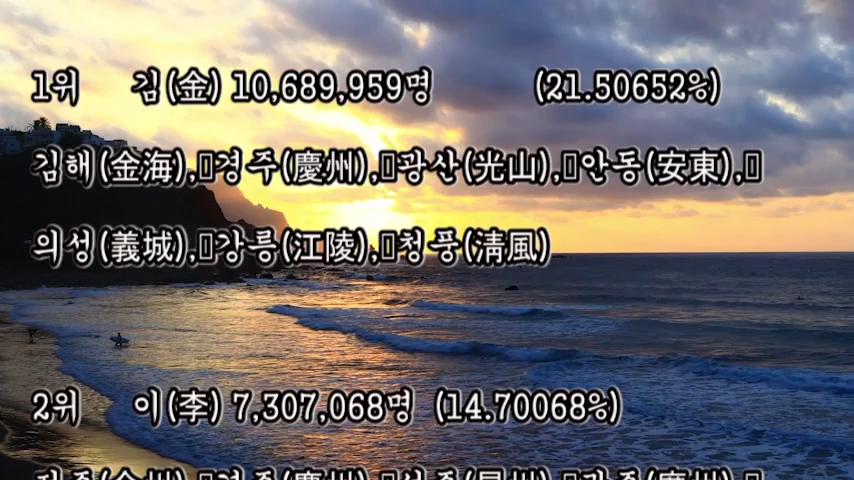 1위 김(金) 10,689,959명 (21.50652%)
김해(金海), 경주(慶州), 광산(光山), 안동(安東),
의성(義城), 강릉(江陵), 청풍(淸風)
2위 이(李) 7,307,068명 (14.70068%)